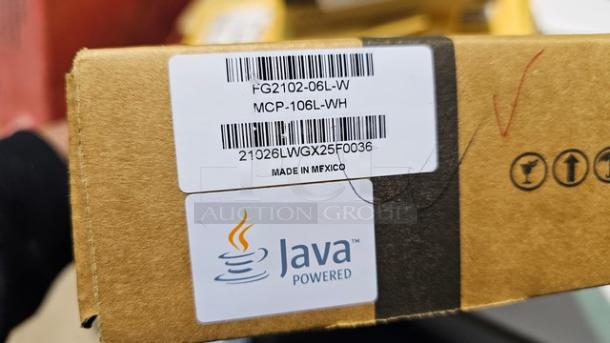 FG2102-06L-W
MCP-106L-WH
21026LWGX25F0036
MADE IN MEXICO
AUCTION GROUP
Java™
POWERED